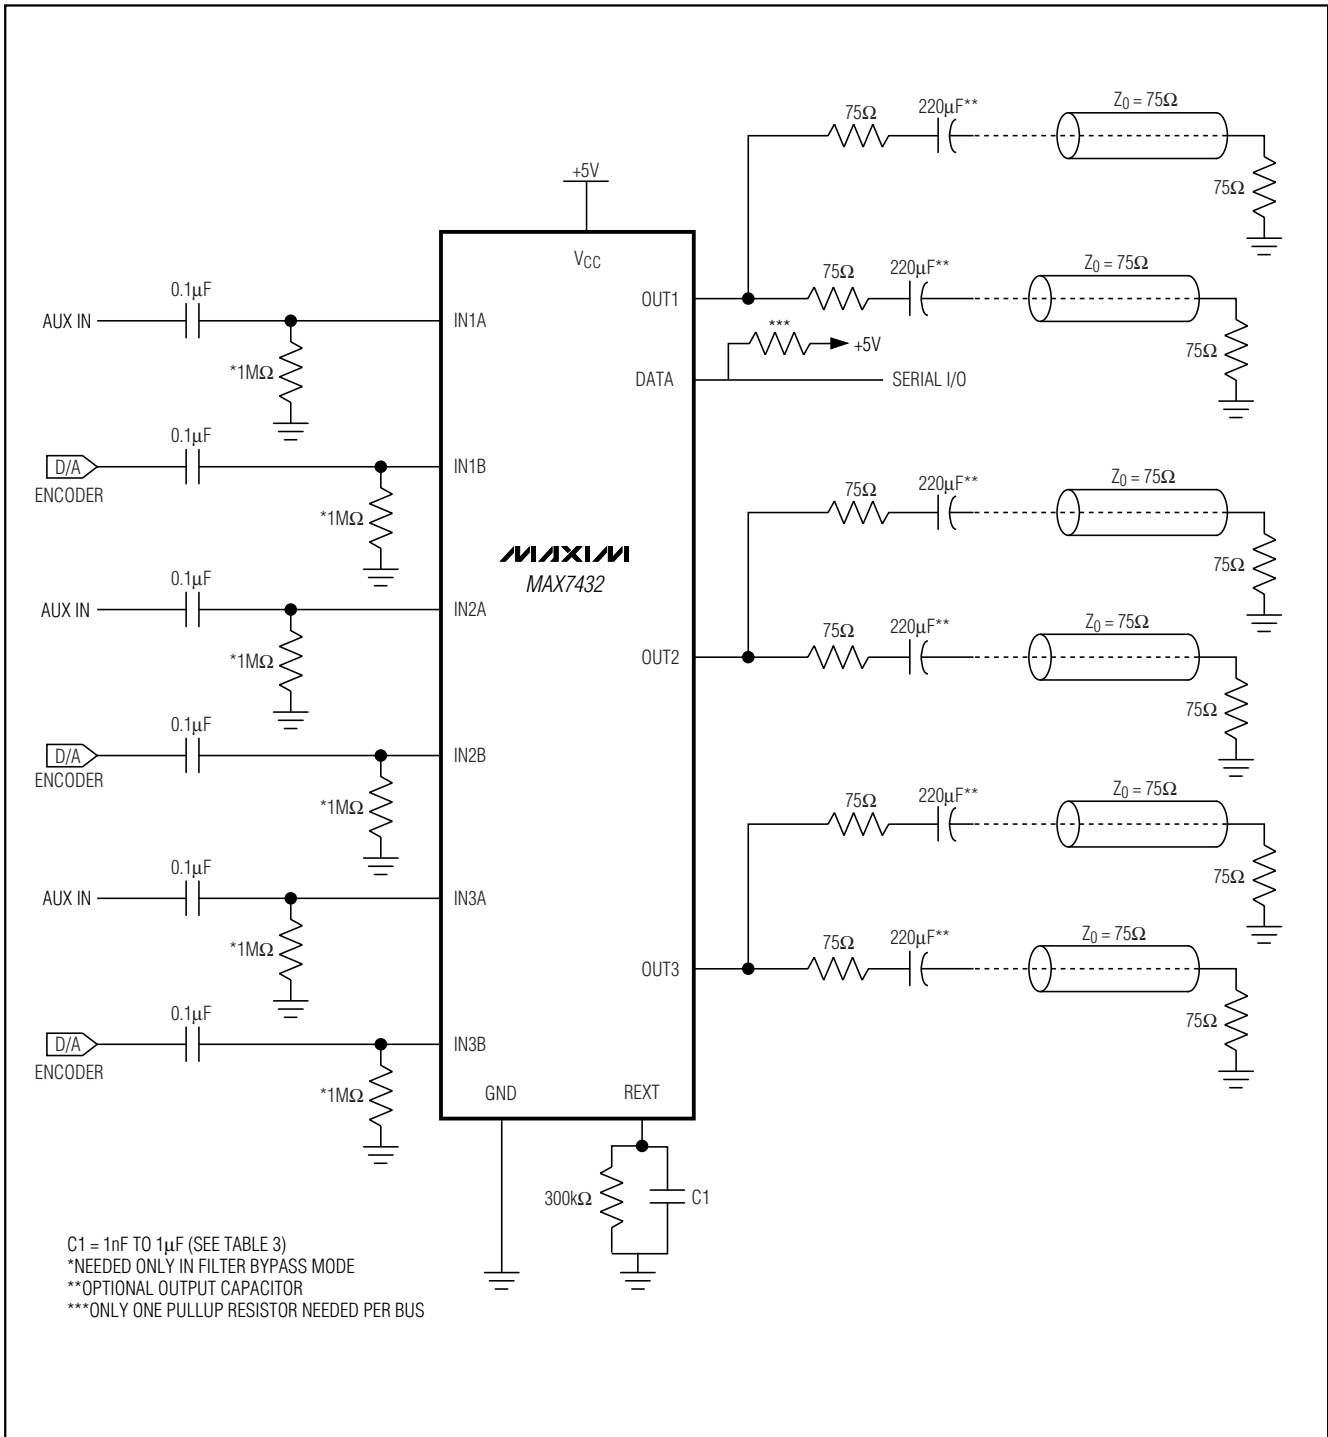 +5V
VCC
0.1µF
AUX IN
*1MΩ
IN1A
0.1µF
D/A
ENCODER
*1MΩ
IN1B
0.1µF
AUX IN
*1MΩ
IN2A
0.1µF
D/A
ENCODER
*1MΩ
IN2B
0.1µF
AUX IN
*1MΩ
IN3A
0.1µF
D/A
ENCODER
*1MΩ
IN3B
MAXIM
MAX7432
GND
REXT
300kΩ
C1
75Ω
220µF**
Z0 = 75Ω
75Ω
OUT1
75Ω
220µF**
Z0 = 75Ω
75Ω
***
+5V
DATA
SERIAL I/O
75Ω
220µF**
Z0 = 75Ω
75Ω
OUT2
75Ω
220µF**
Z0 = 75Ω
75Ω
75Ω
220µF**
Z0 = 75Ω
75Ω
OUT3
75Ω
220µF**
Z0 = 75Ω
75Ω
C1 = 1nF TO 1µF (SEE TABLE 3)
*NEEDED ONLY IN FILTER BYPASS MODE
**OPTIONAL OUTPUT CAPACITOR
***ONLY ONE PULLUP RESISTOR NEEDED PER BUS